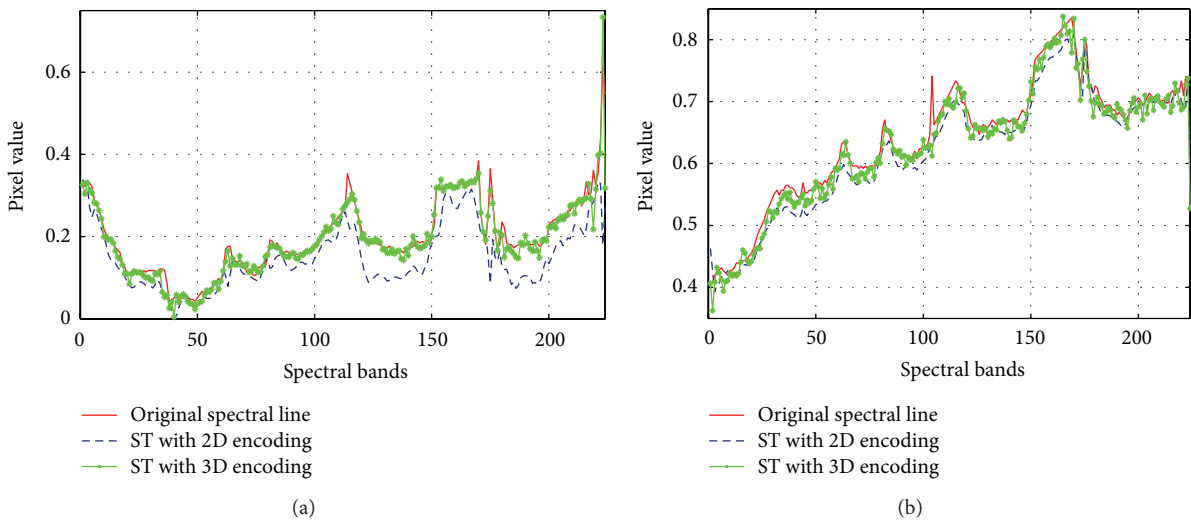 0.6
0.4
0.2
0
Pixel value
0
50
100
150
200
Spectral bands
Original spectral line
ST with 2D encoding
ST with 3D encoding
(a)
0.8
0.7
0.6
0.5
0.4
Pixel value
0
50
100
150
200
Spectral bands
Original spectral line
ST with 2D encoding
ST with 3D encoding
(b)